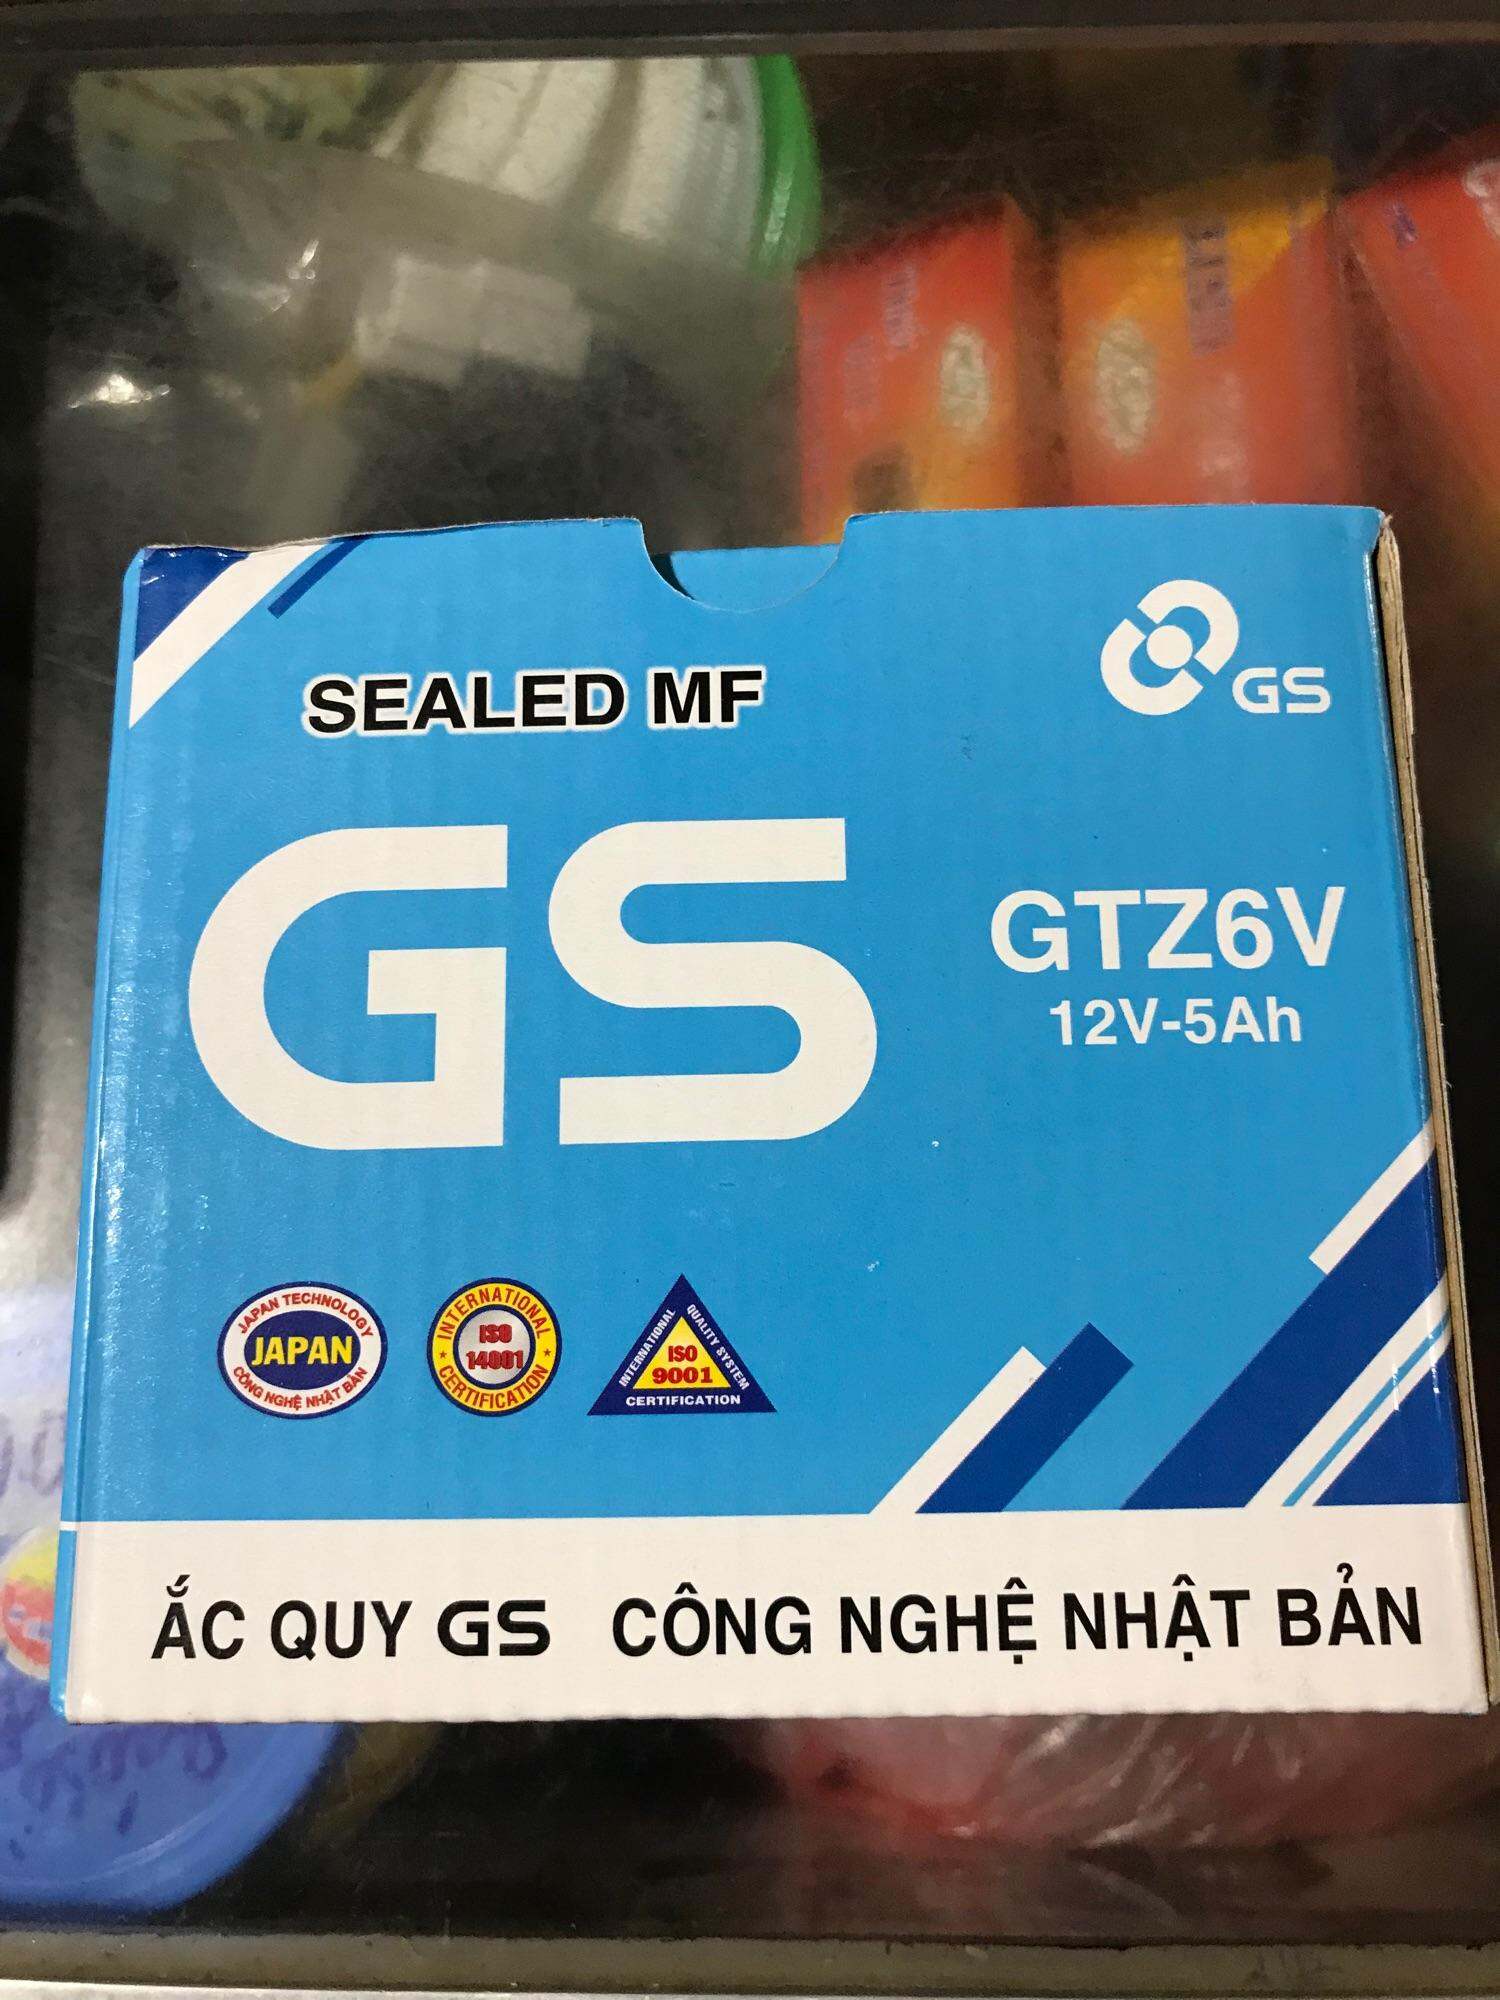 SEALED MF
GS
GS
GTZ6V
12V-5Ah
JAPAN TECHNOLOGY
JAPAN
CÔNG NGHỆ NHẬT BẢN
INTERNATIONAL
ISO
14001
CERTIFICATION
INTERNATIONAL
QUALITY SYSTEM
ISO
9001
CERTIFICATION
ẮC QUY GS CÔNG NGHỆ NHẬT BẢN